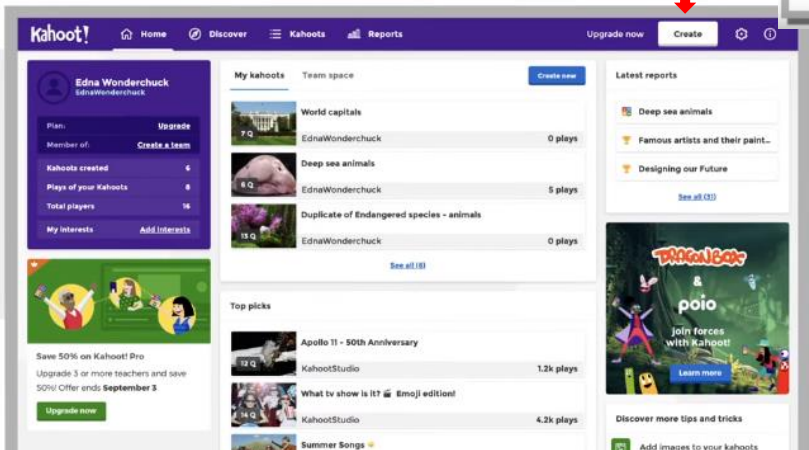 Kahoot! Home Discover Kahoots Reports Upgrade now Create
Edna Wonderchuck
EdnaWonderchuck
Plan: Upgrade
Member of: Create a team
Kahoots created 6
Plays of your Kahoots 8
Total players 16
My interests Add interests
Save 50% on Kahoot! Pro
Upgrade 3 or more teachers and save
50%! Offer ends September 3
Upgrade now
My kahoots Team space Create new
World capitals
7 Q
EdnaWonderchuck 0 plays
Deep sea animals
6 Q
EdnaWonderchuck 5 plays
Duplicate of Endangered species - animals
13 Q
EdnaWonderchuck 0 plays
See all (6)
Top picks
Apollo 11 - 50th Anniversary
12 Q
KahootStudio 1.2k plays
What tv show is it? 🎬 Emoji edition!
14 Q
KahootStudio 4.2k plays
Summer Songs
Latest reports
Deep sea animals
Famous artists and their paint...
Designing our Future
See all (31)
DRAGONBOX
&
poio
join forces
with Kahoot!
Learn more
Discover more tips and tricks
Add images to your kahoots